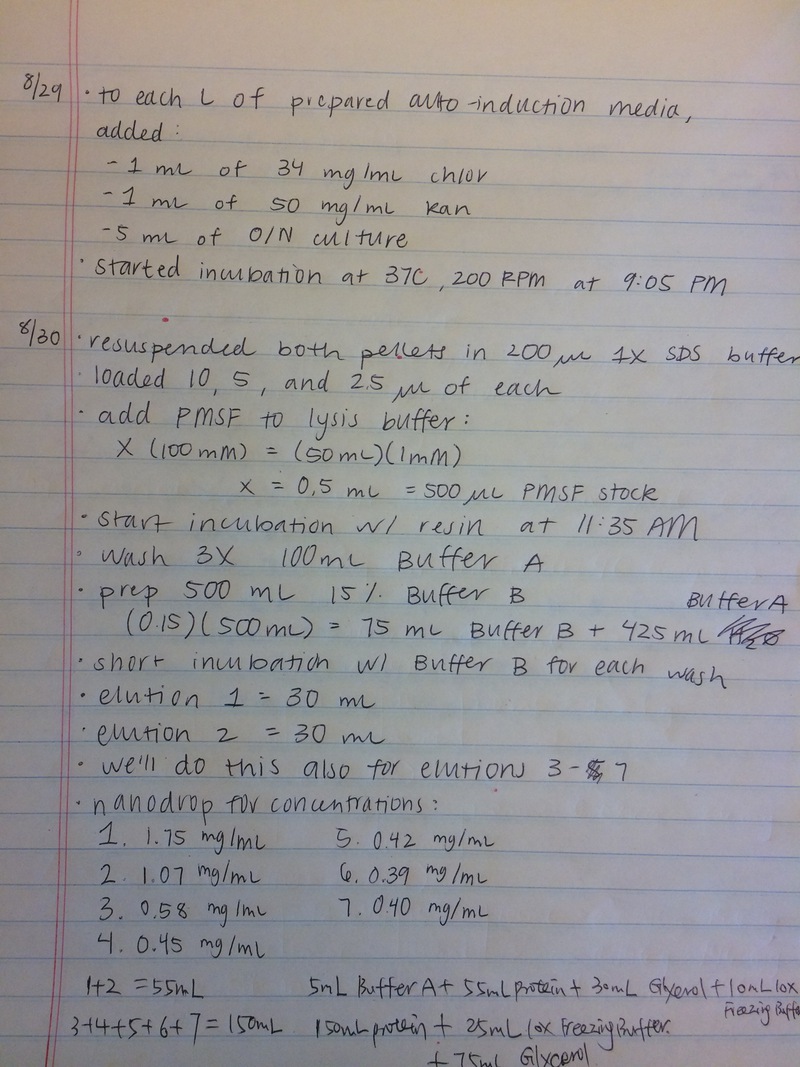 8/29 · to each L of prepared auto-induction media,
added:
- 1 mL of 34 mg/mL chlor
- 1 mL of 50 mg/mL kan
- 5 mL of O/N culture
· started incubation at 37C, 200 RPM at 9:05 PM
8/30 · resuspended both pellets in 200 μL 1X SDS buffer
· loaded 10, 5, and 2.5 μL of each
· add PMSF to lysis buffer:
X (100 mM) = (50 mL)(1mM)
X = 0.5 mL = 500 μL PMSF stock
· start incubation w/ resin at 11:35 AM
· wash 3X 100mL Buffer A
· prep 500 mL 15% Buffer B
(0.15)(500mL) = 75 mL Buffer B + 425 mL Buffer A
· short incubation w/ Buffer B for each wash
· elution 1 = 30 mL
· elution 2 = 30 mL
· we'll do this also for elutions 3-7
· nanodrop for concentrations:
1. 1.75 mg/mL 5. 0.42 mg/mL
2. 1.07 mg/mL 6. 0.39 mg/mL
3. 0.58 mg/mL 7. 0.40 mg/mL
4. 0.45 mg/mL
1+2 = 55mL 5mL Buffer A + 55mL protein + 30mL Glycerol + 10mL 10x Freezing Buffe
3+4+5+6+7 = 150mL 150mL protein + 25mL 10x Freezing Buffer.
+ 75mL Glycerol